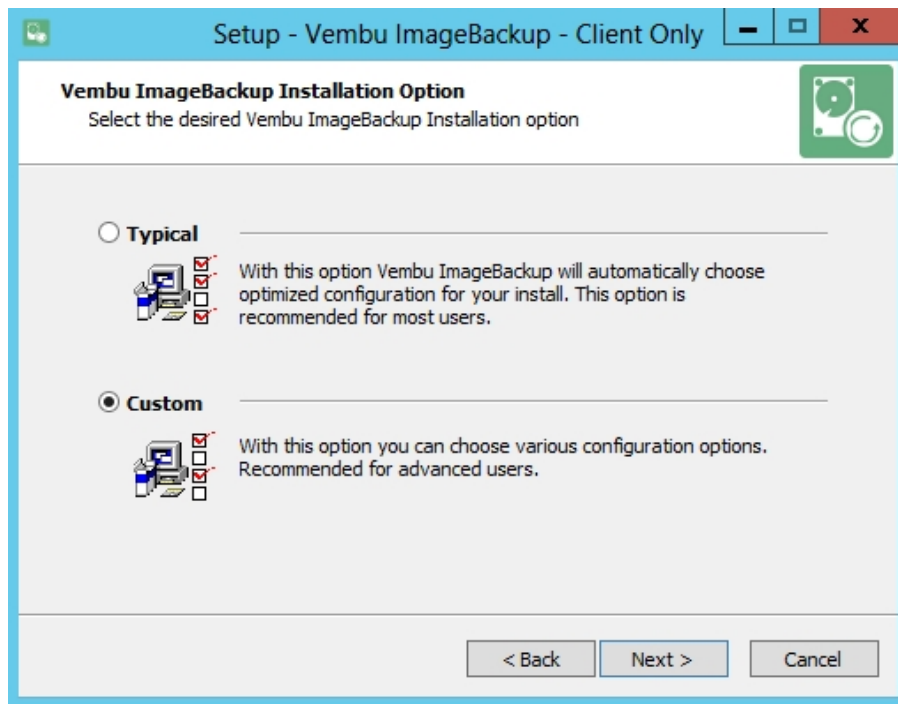 Setup - Vembu ImageBackup - Client Only
Vembu ImageBackup Installation Option
Select the desired Vembu ImageBackup Installation option
Typical
With this option Vembu ImageBackup will automatically choose
optimized configuration for your install. This option is
recommended for most users.
Custom
With this option you can choose various configuration options.
Recommended for advanced users.
< Back
Next >
Cancel